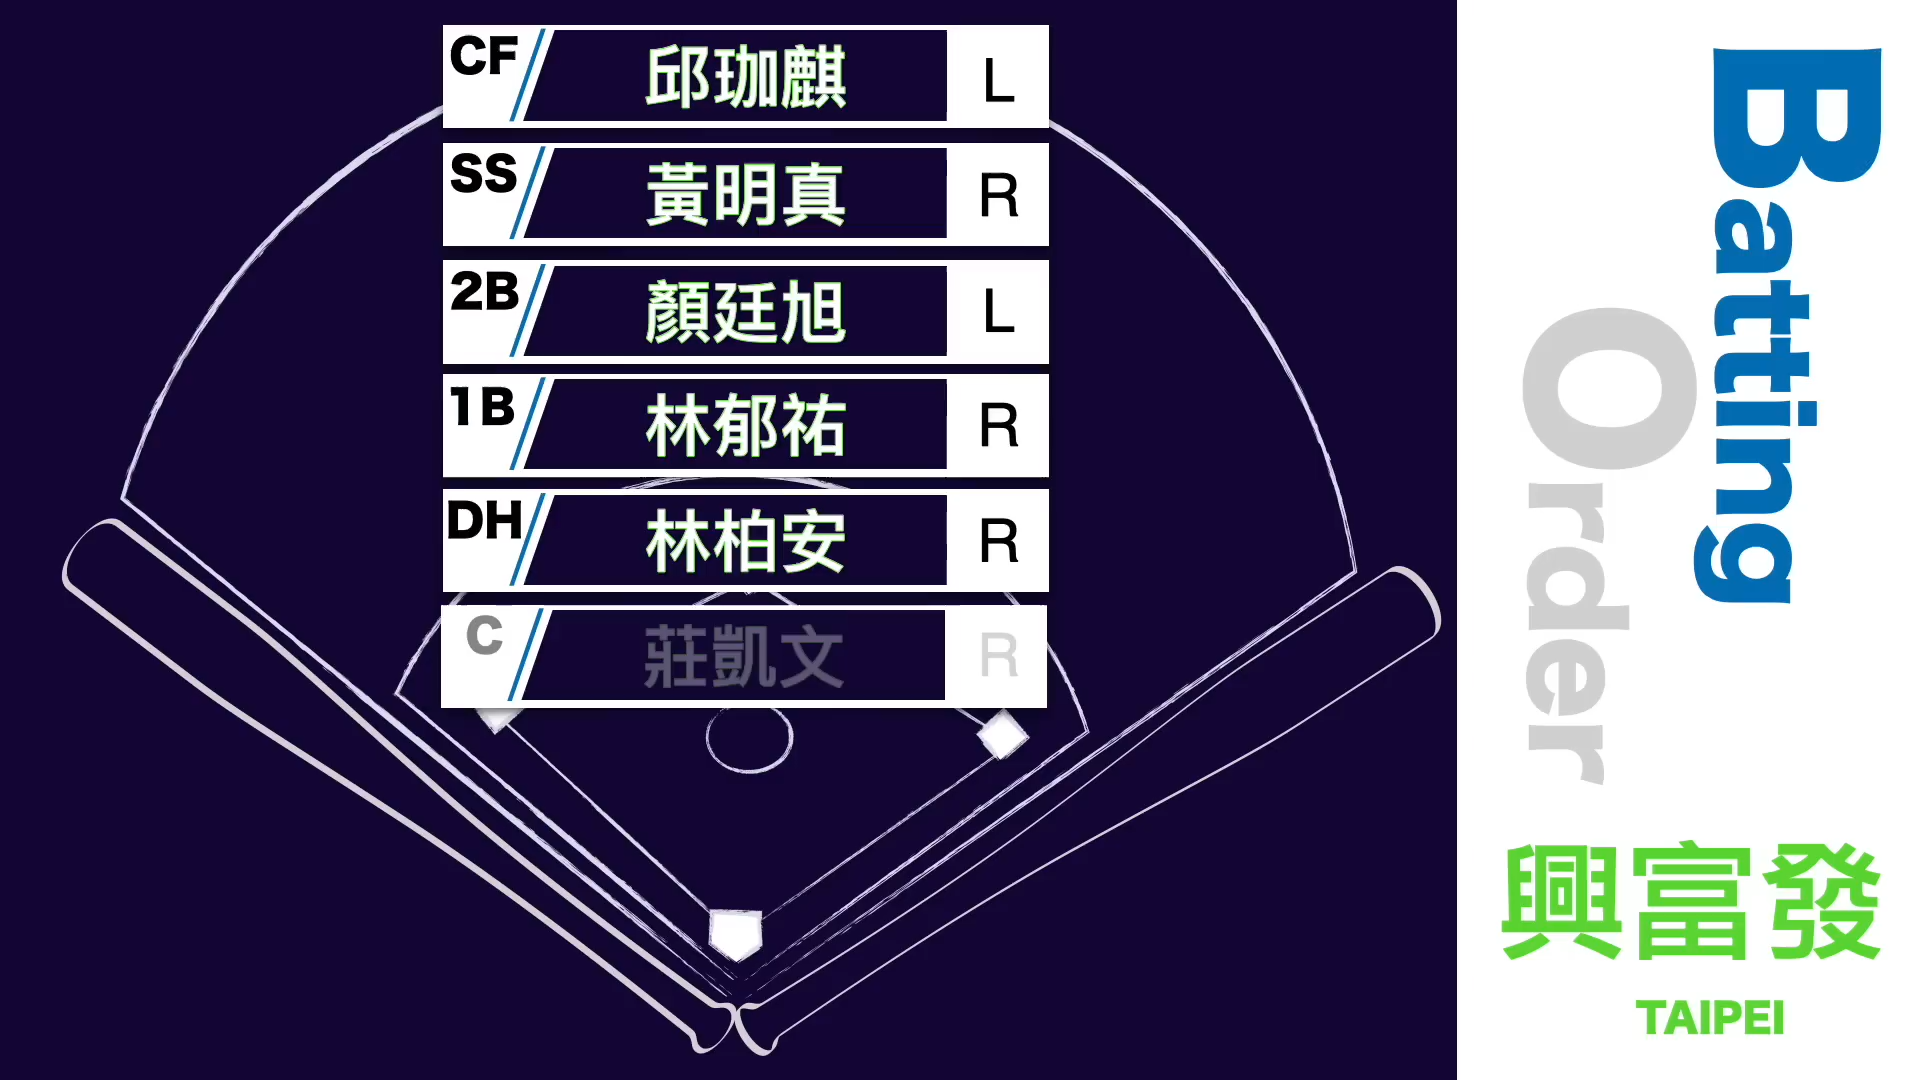 CF 邱珈麒 L
SS 黃明真 R
2B 顏廷旭 L
1B 林郁祐 R
DH 林柏安 R
C 莊凱文 R
Batting
Order
興富發
TAIPEI